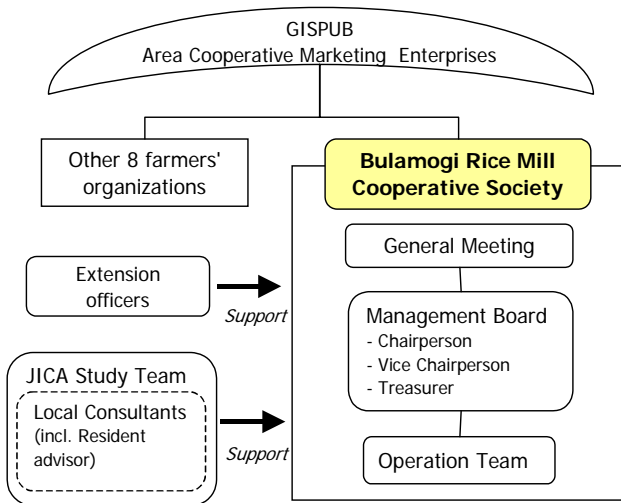 GISPUB
Area Cooperative Marketing Enterprises
Other 8 farmers'
organizations
Bulamogi Rice Mill
Cooperative Society
General Meeting
Extension
officers
Support
Management Board
- Chairperson
- Vice Chairperson
- Treasurer
JICA Study Team
Local Consultants
(incl. Resident
advisor)
Support
Operation Team